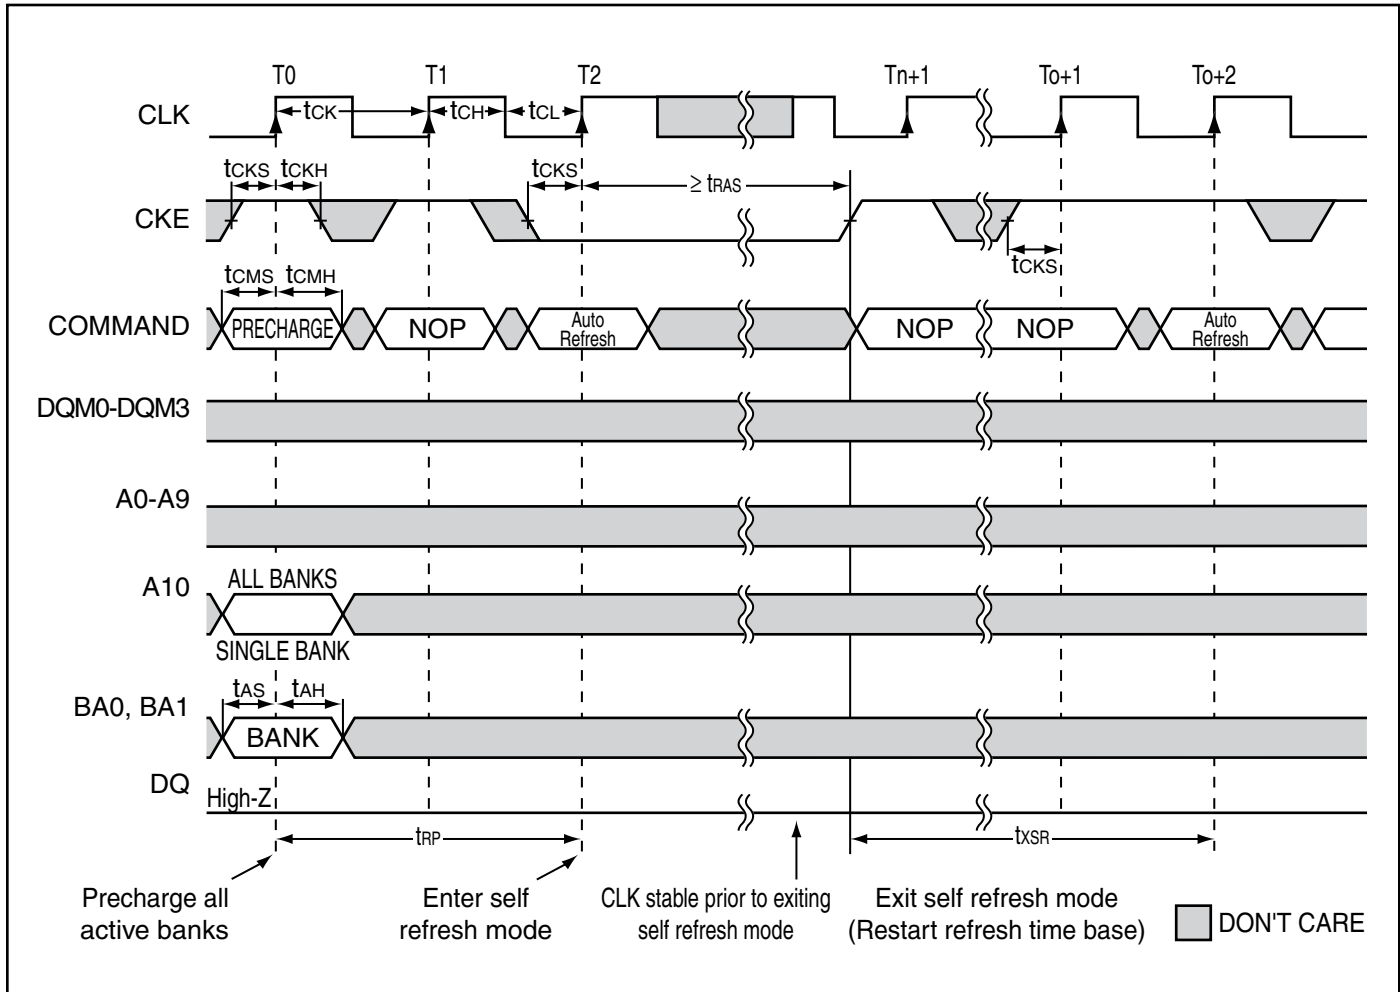 T0 T1 T2 Tn+1 To+1 To+2
CLK tCK tCH tCL
tCKS tCKH tCKS ≥ tRAS
CKE
tCKS
tCMS tCMH
COMMAND PRECHARGE NOP Auto Refresh NOP NOP Auto Refresh
DQM0-DQM3
A0-A9
A10 ALL BANKS
SINGLE BANK
tAS tAH
BA0, BA1 BANK
DQ High-Z
tRP tXSR
Precharge all
active banks
Enter self
refresh mode
CLK stable prior to exiting
self refresh mode
Exit self refresh mode
(Restart refresh time base)
DON'T CARE